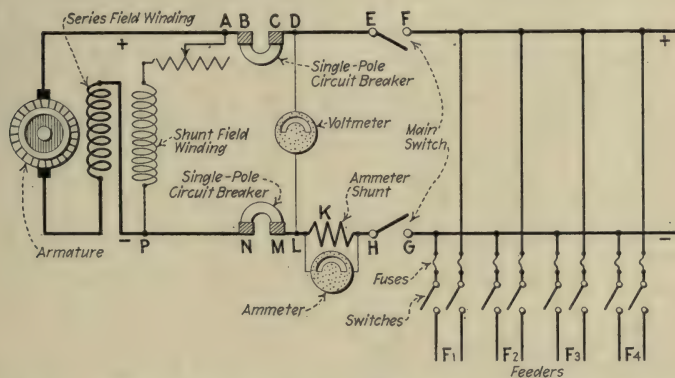 Series Field Winding
A B C D E F
+ +
Single-Pole
Circuit Breaker
Shunt Field
Winding
Voltmeter
Main
Switch
Single-Pole
Circuit Breaker
Ammeter
Shunt
K
− P N M L H G −
Armature
Ammeter
Fuses
Switches
F1 F2 F3 F4
Feeders